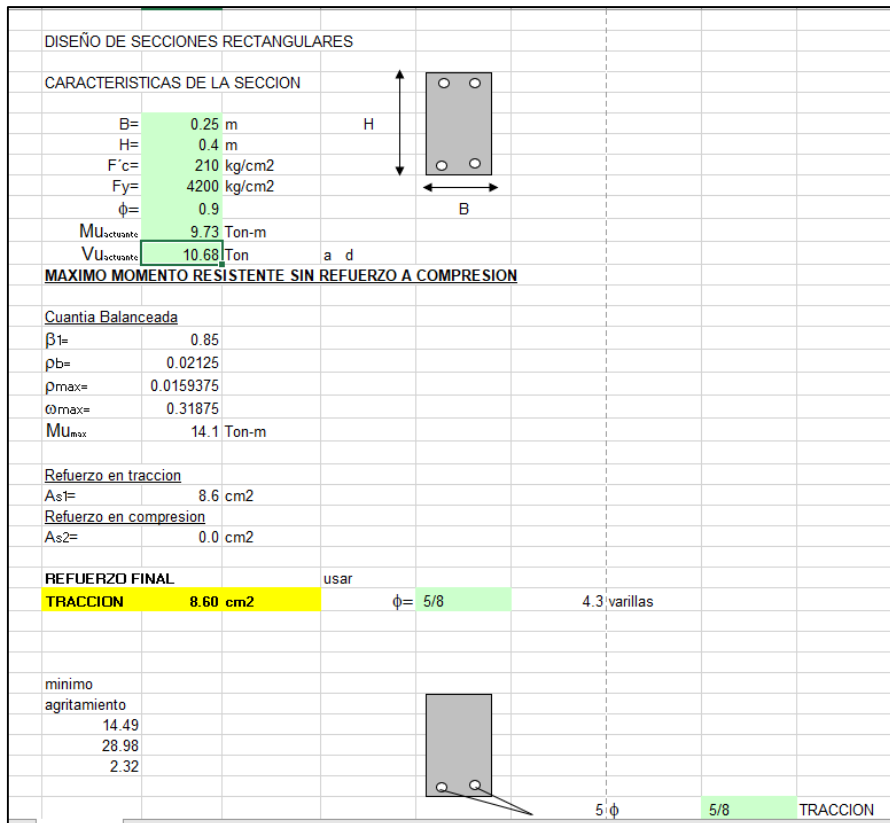 DISEÑO DE SECCIONES RECTANGULARES
CARACTERISTICAS DE LA SECCION
B= 0.25 m H
H= 0.4 m
F´c= 210 kg/cm2
Fy= 4200 kg/cm2
ϕ= 0.9 B
Muactuante 9.73 Ton-m
Vuactuante 10.68 Ton a d
MAXIMO MOMENTO RESISTENTE SIN REFUERZO A COMPRESION
Cuantia Balanceada
β1= 0.85
ρb= 0.02125
ρmax= 0.0159375
ωmax= 0.31875
Mumax 14.1 Ton-m
Refuerzo en traccion
As1= 8.6 cm2
Refuerzo en compresion
As2= 0.0 cm2
REFUERZO FINAL usar
TRACCION 8.60 cm2 ϕ= 5/8 4.3 varillas
minimo
agritamiento
14.49
28.98
2.32
5 ϕ 5/8 TRACCION